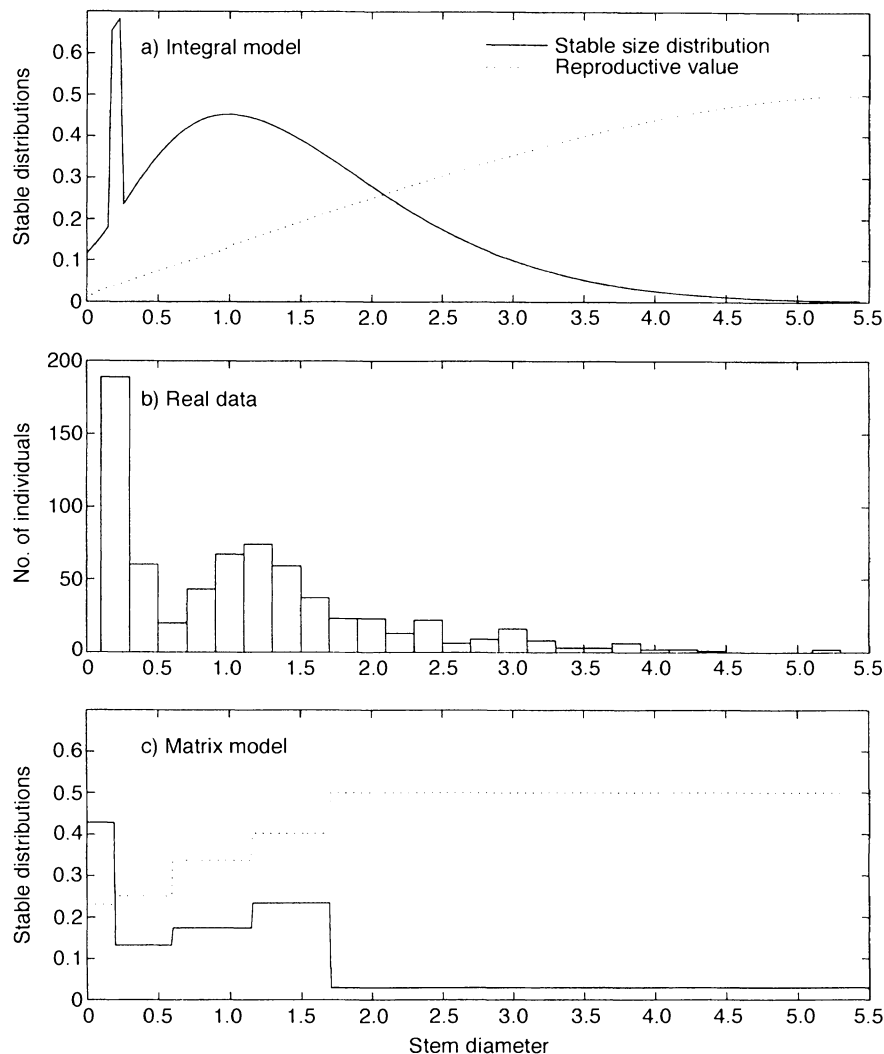 a) Integral model
Stable size distribution
Reproductive value
Stable distributions
0.6
0.5
0.4
0.3
0.2
0.1
0
0 0.5 1.0 1.5 2.0 2.5 3.0 3.5 4.0 4.5 5.0 5.5
b) Real data
No. of individuals
200
150
100
50
0
0 0.5 1.0 1.5 2.0 2.5 3.0 3.5 4.0 4.5 5.0 5.5
c) Matrix model
Stable distributions
0.6
0.5
0.4
0.3
0.2
0.1
0
0 0.5 1.0 1.5 2.0 2.5 3.0 3.5 4.0 4.5 5.0 5.5
Stem diameter